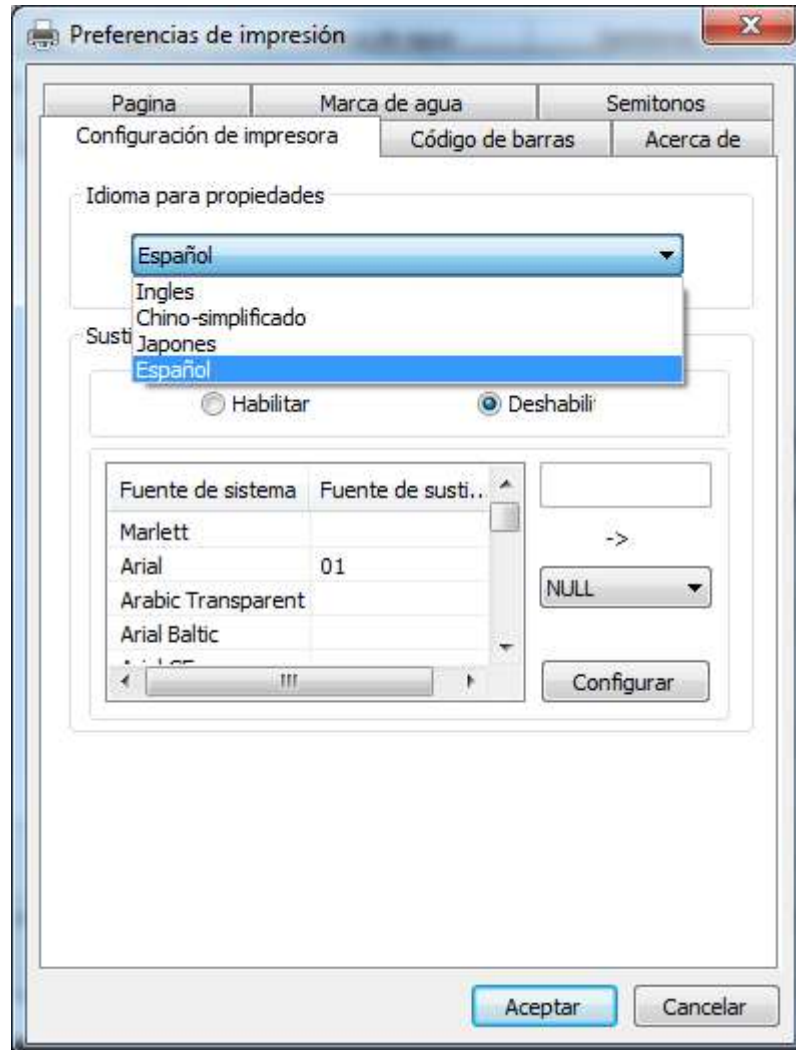 Preferencias de impresión
Pagina Marca de agua Semitonos
Configuración de impresora Código de barras Acerca de
Idioma para propiedades
Español
Ingles
Chino-simplificado
Susti
Japones
Español
Habilitar Deshabili
Fuente de sistema Fuente de susti..
Marlett
->
Arial 01
NULL
Arabic Transparent
Arial Baltic
Configurar
Aceptar Cancelar